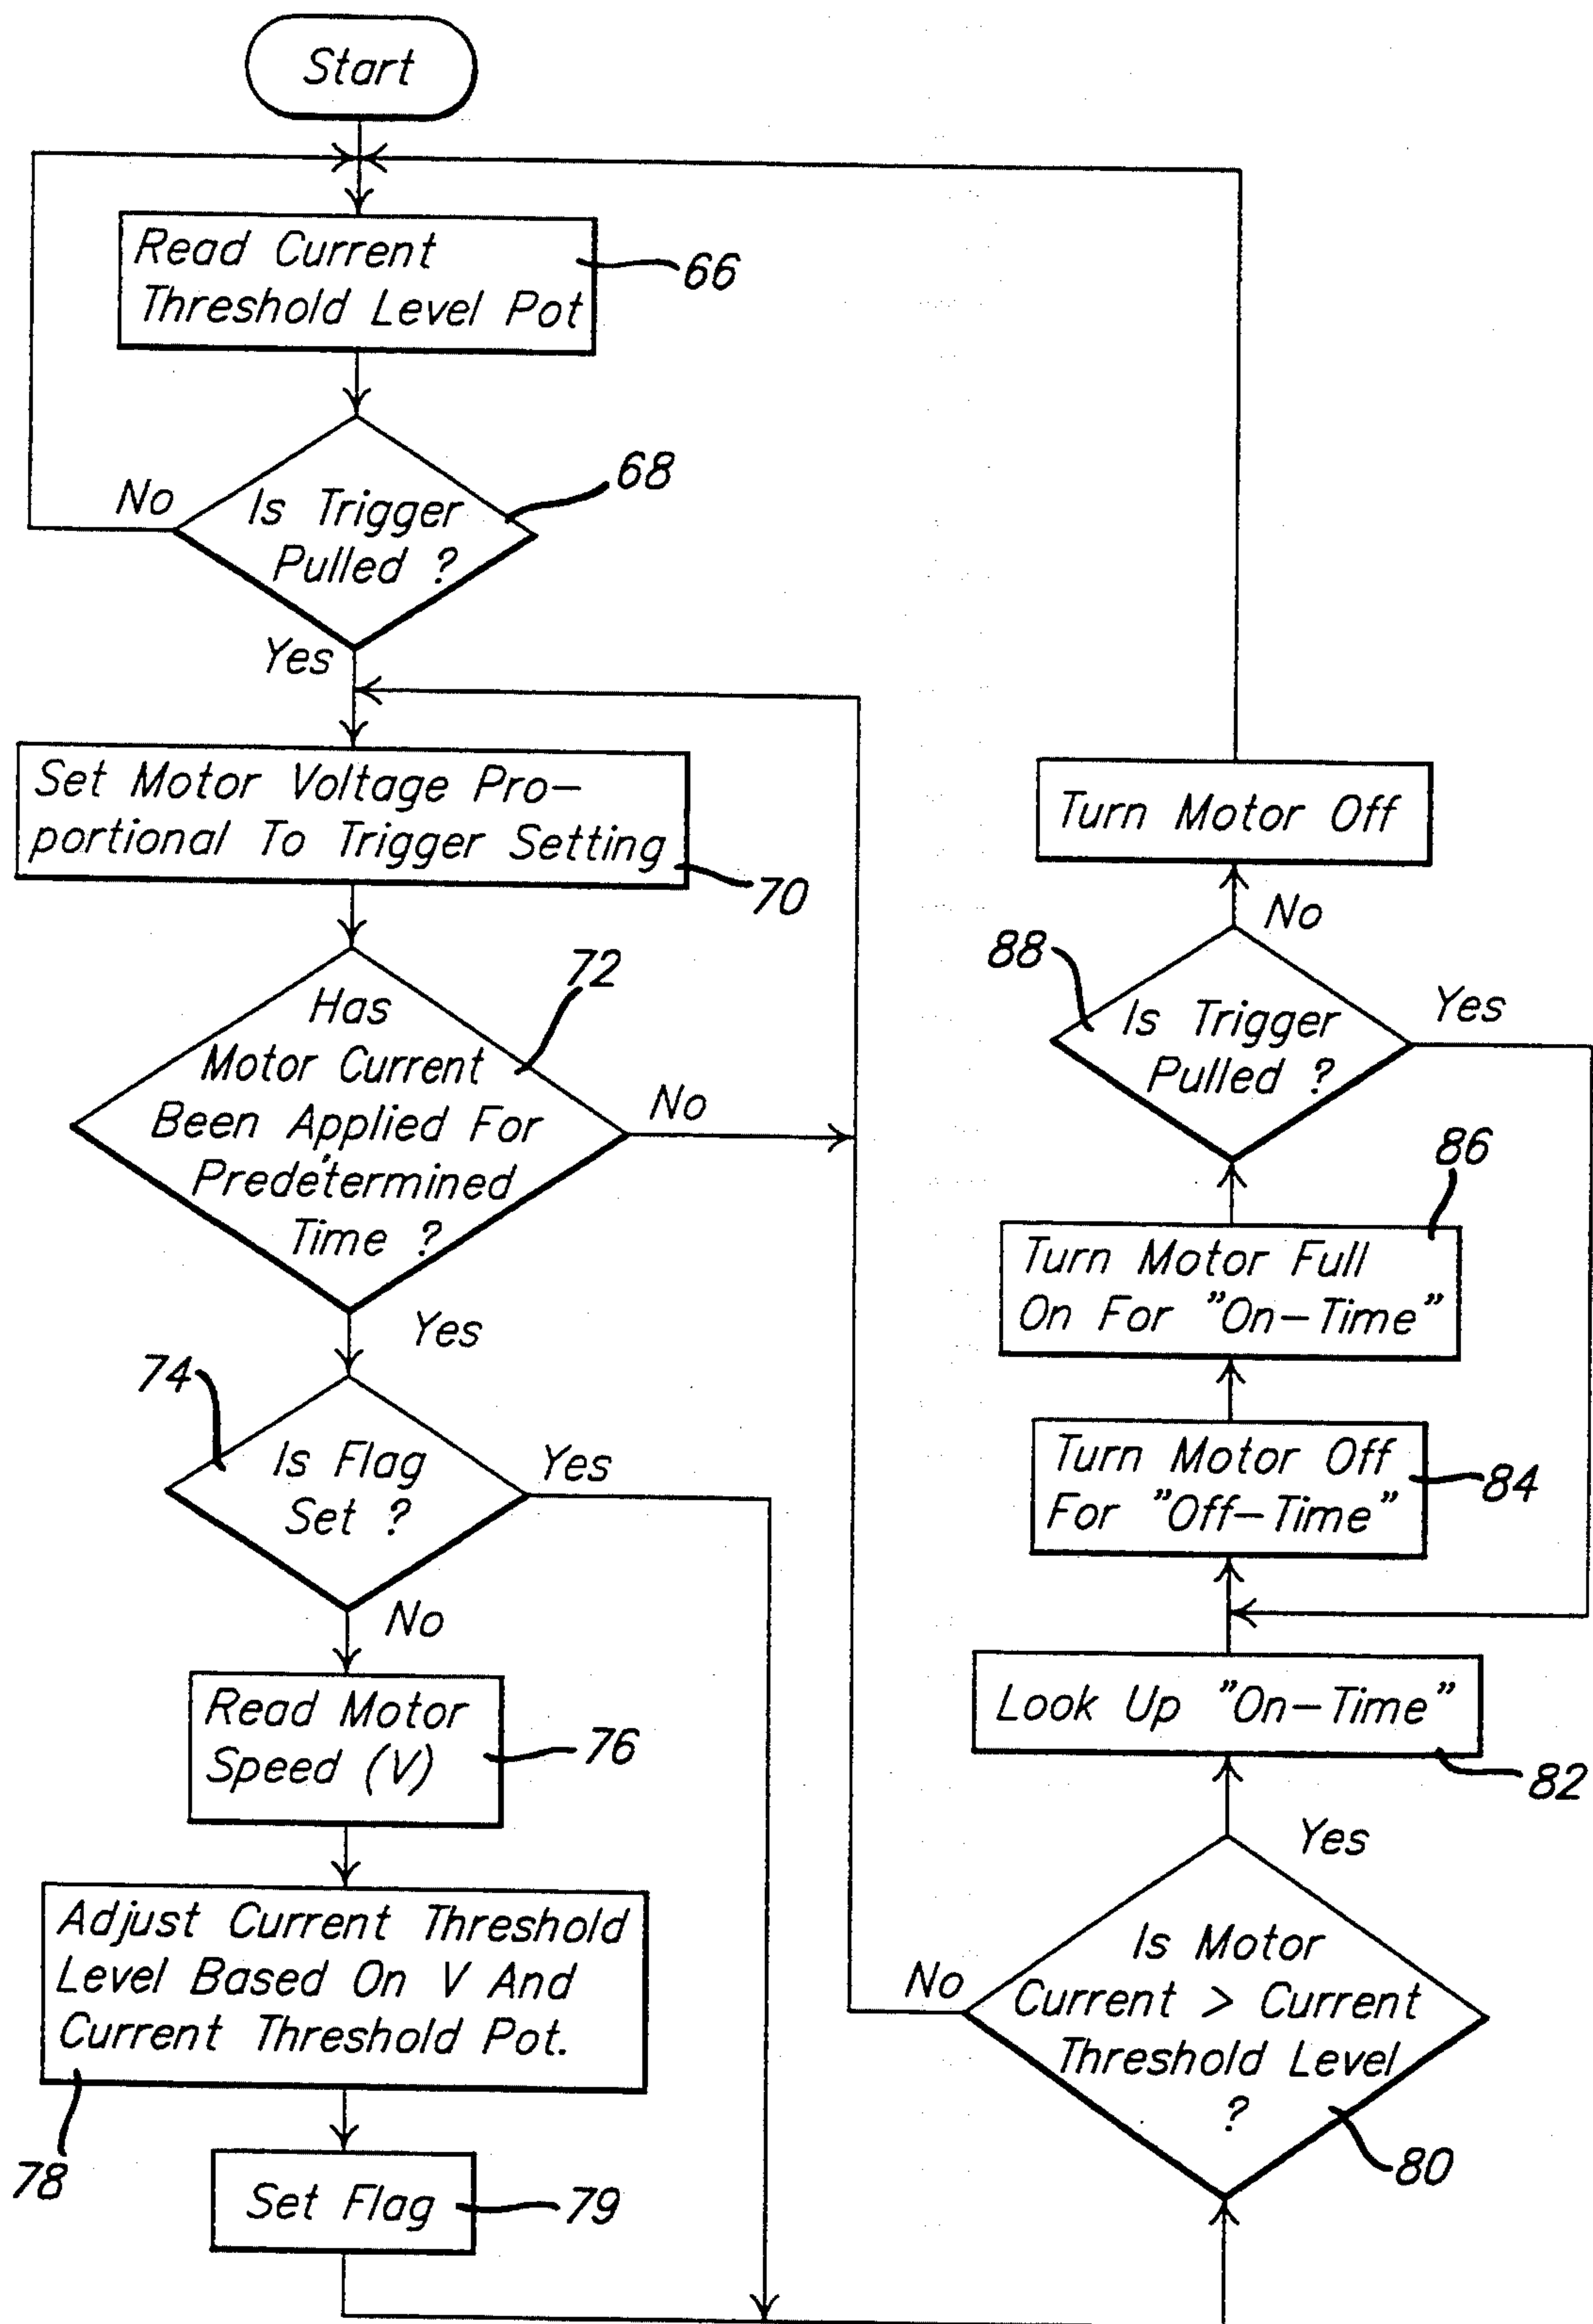 Start
Read Current
Threshold Level Pot
66
Is Trigger
Pulled ?
68
No
Yes
Set Motor Voltage Pro-
portional To Trigger Setting
70
Has
Motor Current
Been Applied For
Predetermined
Time ?
72
No
Yes
74
Is Flag
Set ?
Yes
No
Read Motor
Speed (V)
76
Adjust Current Threshold
Level Based On V And
Current Threshold Pot.
78
Set Flag
79
Is Motor
Current > Current
Threshold Level
?
80
No
Yes
Look Up "On-Time"
82
Turn Motor Off
For "Off-Time"
84
Turn Motor Full
On For "On-Time"
86
Is Trigger
Pulled ?
88
Yes
No
Turn Motor Off